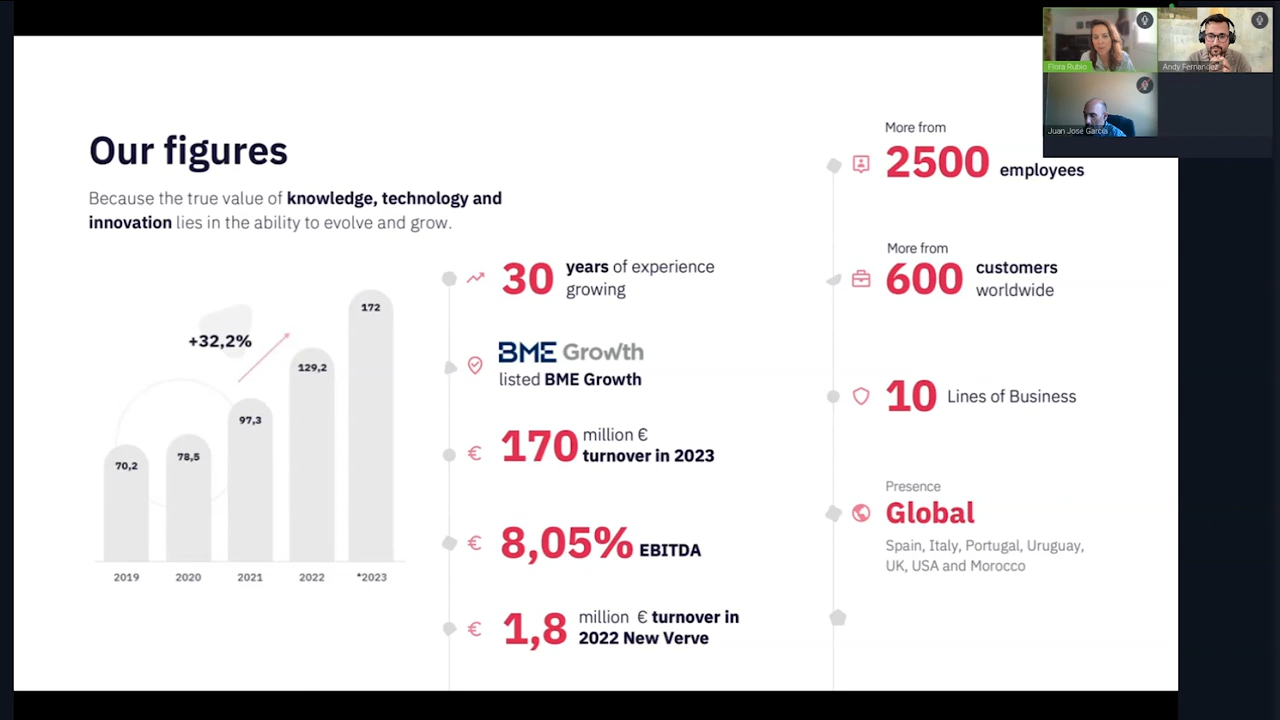 Our figures
Because the true value of knowledge, technology and
innovation lies in the ability to evolve and grow.
+32,2%
70,2
78,5
97,3
129,2
172
2019
2020
2021
2022
*2023
30 years of experience
growing
BME Growth
listed BME Growth
170 million €
turnover in 2023
8,05% EBITDA
1,8 million € turnover in
2022 New Verve
More from
2500 employees
More from
600 customers
worldwide
10 Lines of Business
Presence
Global
Spain, Italy, Portugal, Uruguay,
UK, USA and Morocco
Flora Rubio
Andy Fernandez
Juan José García